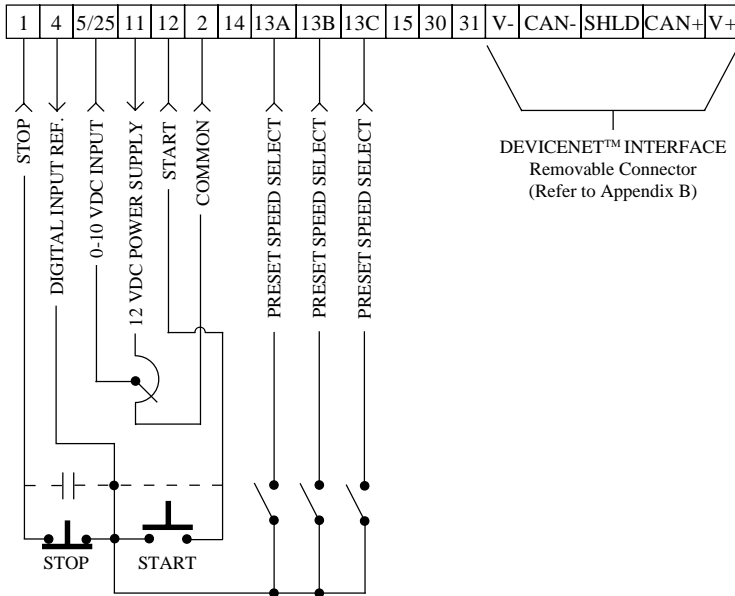 1 4 5/25 11 12 2 14 13A 13B 13C 15 30 31 V- CAN- SHLD CAN+ V+
STOP
DIGITAL INPUT REF.
0-10 VDC INPUT
12 VDC POWER SUPPLY
START
COMMON
PRESET SPEED SELECT
PRESET SPEED SELECT
PRESET SPEED SELECT
DEVICENET™ INTERFACE
Removable Connector
(Refer to Appendix B)
STOP
START